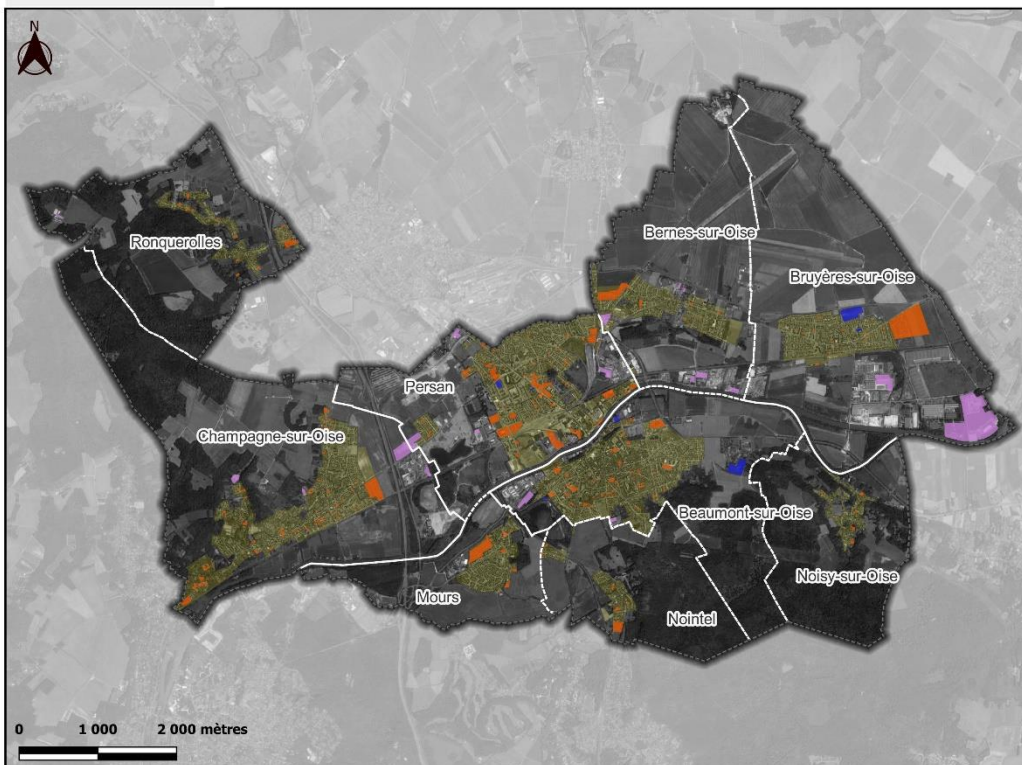 N
Ronquerolles
Bernes-sur-Oise
Bruyères-sur-Oise
Persan
Champagne-sur-Oise
Beaumont-sur-Oise
Noisy-sur-Oise
Mours
Nointel
0 1 000 2 000 mètres